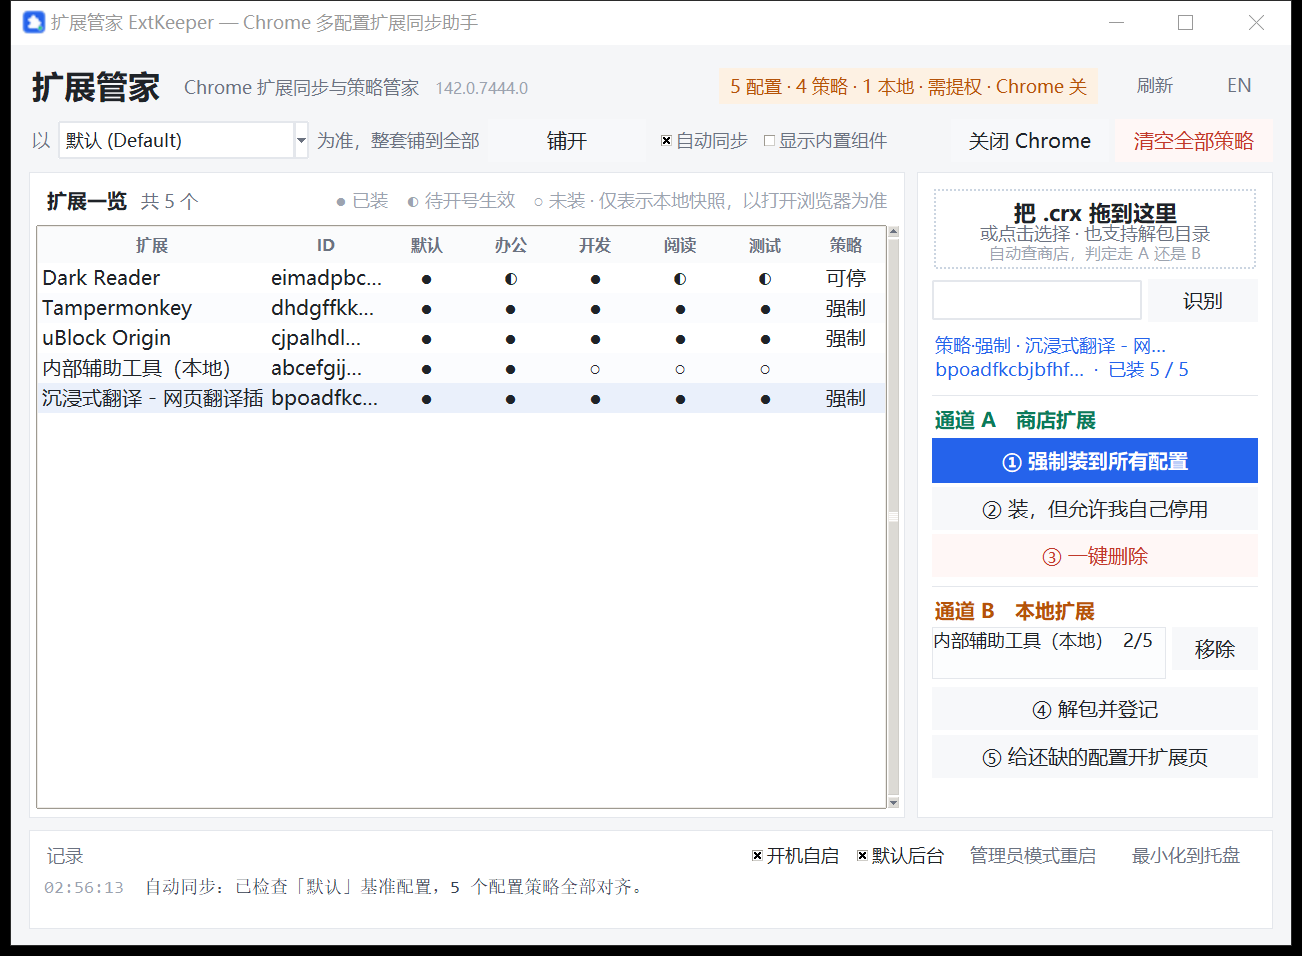 扩展管家 ExtKeeper — Chrome 多配置扩展同步助手
扩展管家 Chrome 扩展同步与策略管家 142.0.7444.0 5 配置 · 4 策略 · 1 本地 · 需提权 · Chrome 关 刷新 EN
以 默认 (Default) 为准，整套铺到全部 铺开 自动同步 显示内置组件 关闭 Chrome 清空全部策略
扩展一览 共 5 个 ● 已装 ◐ 待开号生效 ○ 未装 · 仅表示本地快照，以打开浏览器为准
扩展 ID 默认 办公 开发 阅读 测试 策略
Dark Reader eimadpbc... ● ◐ ● ◐ ◐ 可停
Tampermonkey dhdgffkk... ● ● ● ● ● 强制
uBlock Origin cjpalhdl... ● ● ● ● ● 强制
内部辅助工具（本地） abcefgij... ● ● ○ ○ ○
沉浸式翻译 - 网页翻译插 bpoadfkc... ● ● ● ● ● 强制
把 .crx 拖到这里
或点击选择 · 也支持解包目录
自动查商店，判定走 A 还是 B
识别
策略·强制 · 沉浸式翻译 - 网...
bpoadfkcbjbfhf... · 已装 5 / 5
通道 A 商店扩展
① 强制装到所有配置
② 装，但允许我自己停用
③ 一键删除
通道 B 本地扩展
内部辅助工具（本地） 2/5 移除
④ 解包并登记
⑤ 给还缺的配置开扩展页
记录 开机自启 默认后台 管理员模式重启 最小化到托盘
02:56:13 自动同步：已检查「默认」基准配置，5 个配置策略全部对齐。